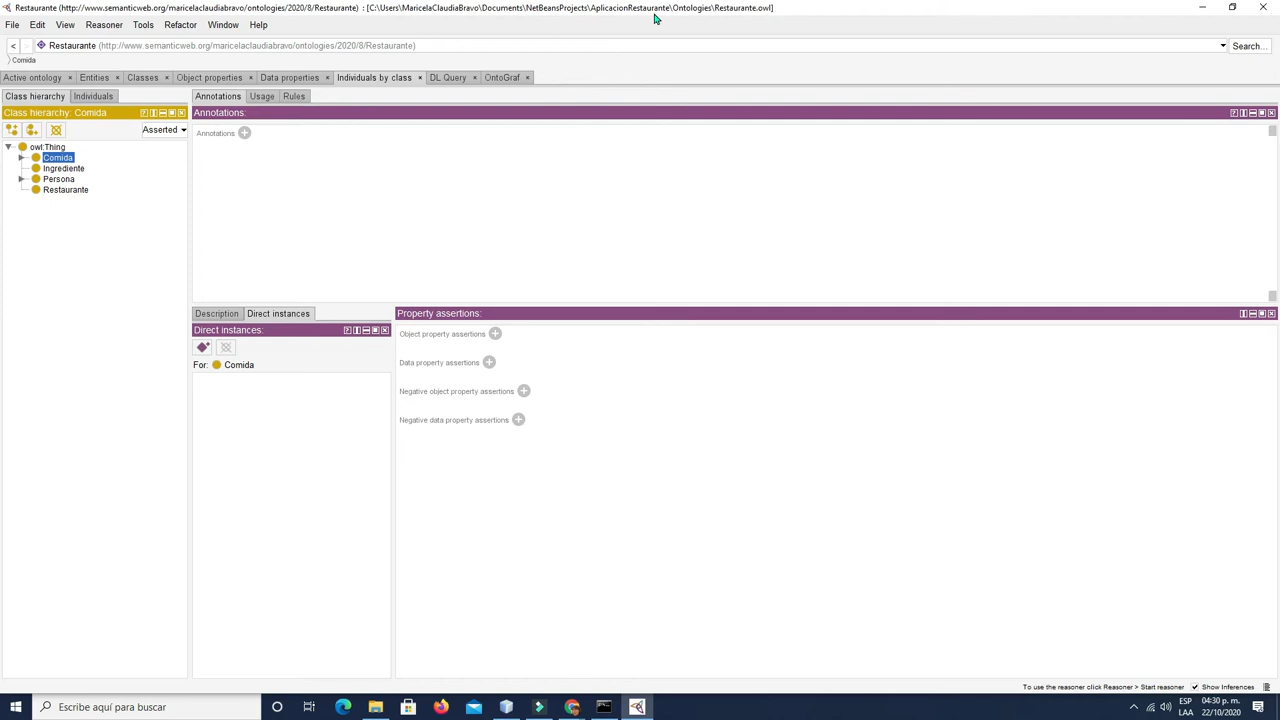 Restaurante (http://www.semanticweb.org/maricelaclaudiabravo/ontologies/2020/8/Restaurante) : [C:\Users\MaricelaClaudiaBravo\Documents\NetBeansProjects\AplicacionRestaurante\Ontologies\Restaurante.owl]
File Edit View Reasoner Tools Refactor Window Help
< > Restaurante (http://www.semanticweb.org/maricelaclaudiabravo/ontologies/2020/8/Restaurante) Search...
Comida
Active ontology × Entities × Classes × Object properties × Data properties × Individuals by class × DL Query × OntoGraf ×
Class hierarchy Individuals Annotations Usage Rules
Class hierarchy: Comida Annotations:
Asserted Annotations
owl:Thing
Comida
Ingrediente
Persona
Restaurante
Description Direct instances Property assertions:
Direct instances: Object property assertions
For: Comida Data property assertions
Negative object property assertions
Negative data property assertions
To use the reasoner click Reasoner > Start reasoner Show Inferences
Escribe aquí para buscar
ESP
LAA
04:30 p. m.
22/10/2020